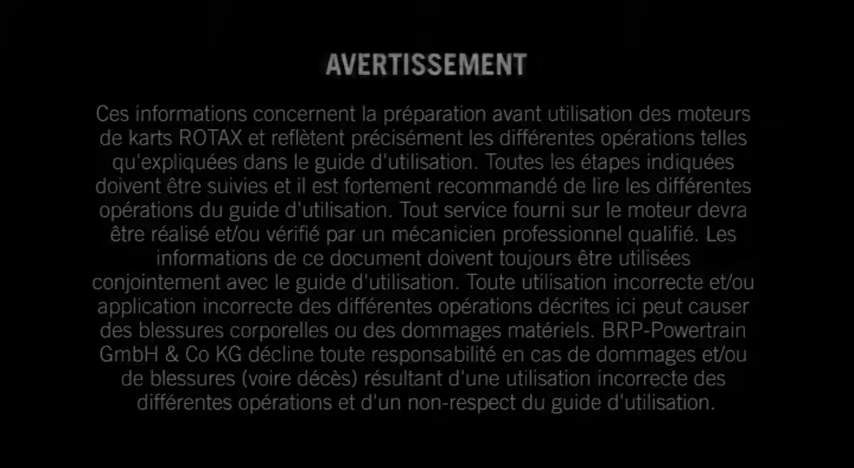 AVERTISSEMENT
Ces informations concernent la préparation avant utilisation des moteurs
de karts ROTAX et reflètent précisément les différentes opérations telles
qu'expliquées dans le guide d'utilisation. Toutes les étapes indiquées
doivent être suivies et il est fortement recommandé de lire les différentes
opérations du guide d'utilisation. Tout service fourni sur le moteur devra
être réalisé et/ou vérifié par un mécanicien professionnel qualifié. Les
informations de ce document doivent toujours être utilisées
conjointement avec le guide d'utilisation. Toute utilisation incorrecte et/ou
application incorrecte des différentes opérations décrites ici peut causer
des blessures corporelles ou des dommages matériels. BRP-Powertrain
GmbH & Co KG décline toute responsabilité en cas de dommages et/ou
de blessures (voire décès) résultant d'une utilisation incorrecte des
différentes opérations et d'un non-respect du guide d'utilisation.